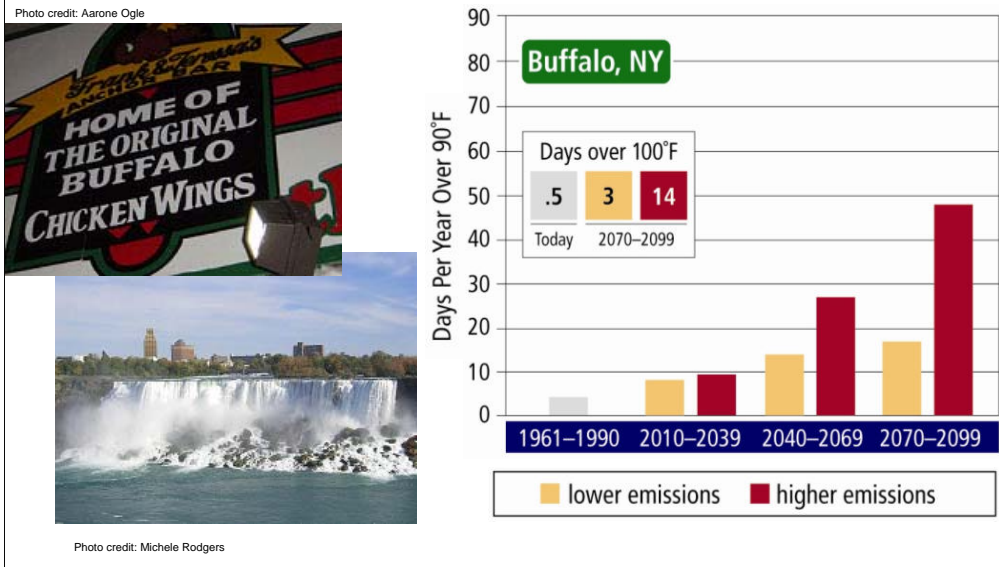 Photo credit: Aarone Ogle
Frank & Teressa's
ANCHOR BAR
HOME OF
THE ORIGINAL
BUFFALO
CHICKEN WINGS
Photo credit: Michele Rodgers
Buffalo, NY
Days Per Year Over 90°F
90
80
70
60
50
40
30
20
10
0
Days over 100°F
.5 3 14
Today 2070–2099
1961–1990 2010–2039 2040–2069 2070–2099
lower emissions higher emissions